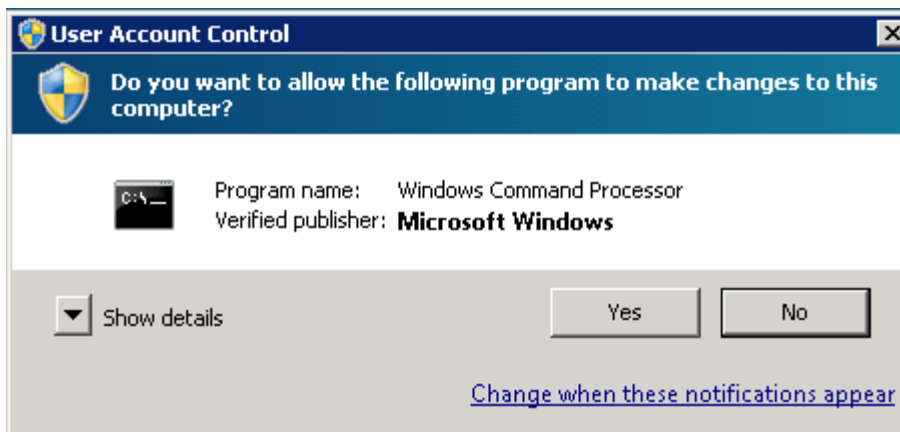 User Account Control
Do you want to allow the following program to make changes to this
computer?
C:\
Program name: Windows Command Processor
Verified publisher: Microsoft Windows
Show details
Yes
No
Change when these notifications appear